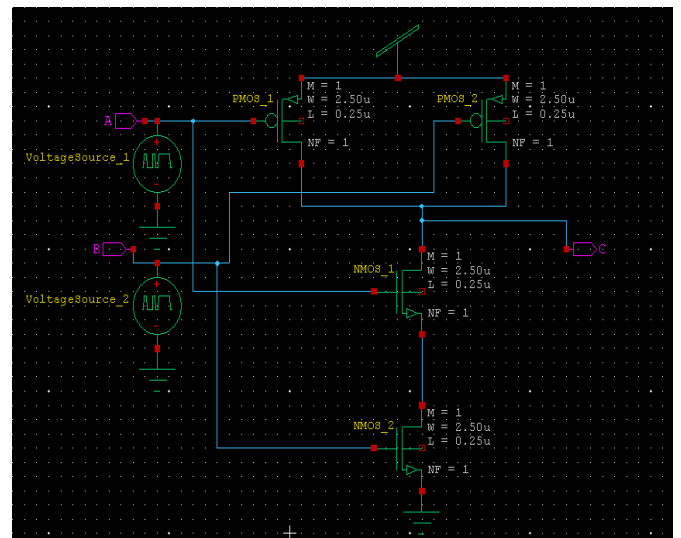 M = 1
PMOS_1
W = 2.50u
L = 0.25u
NF = 1
M = 1
PMOS_2
W = 2.50u
L = 0.25u
NF = 1
A
VoltageSource_1
B
C
M = 1
NMOS_1
W = 2.50u
L = 0.25u
NF = 1
VoltageSource_2
M = 1
NMOS_2
W = 2.50u
L = 0.25u
NF = 1